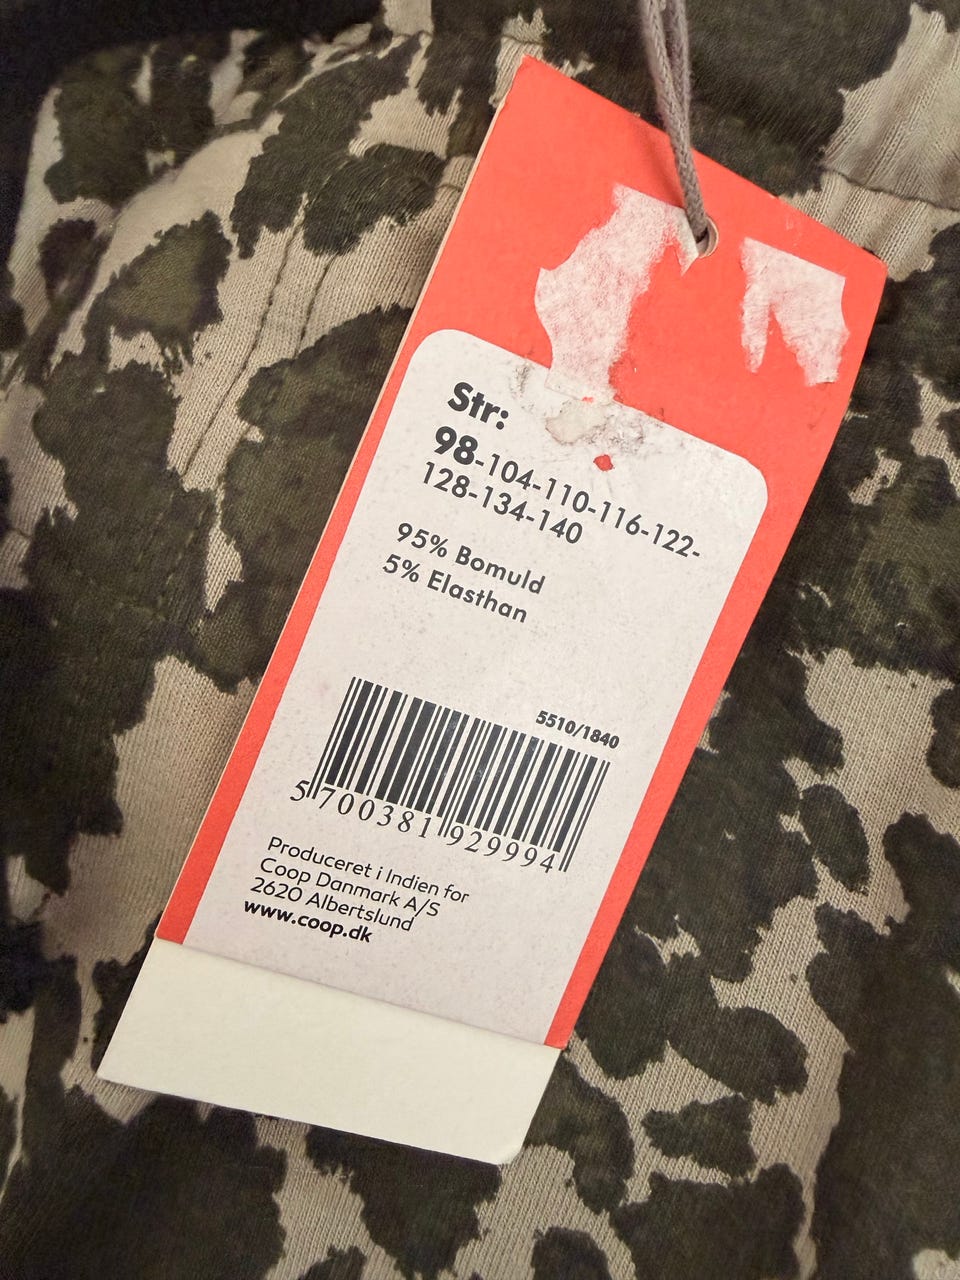 Str:
98-104-110-116-122-
128-134-140
95% Bomuld
5% Elasthan
5510/1840
5 700381 929994
Produceret i Indien for
Coop Danmark A/S
2620 Albertslund
www.coop.dk